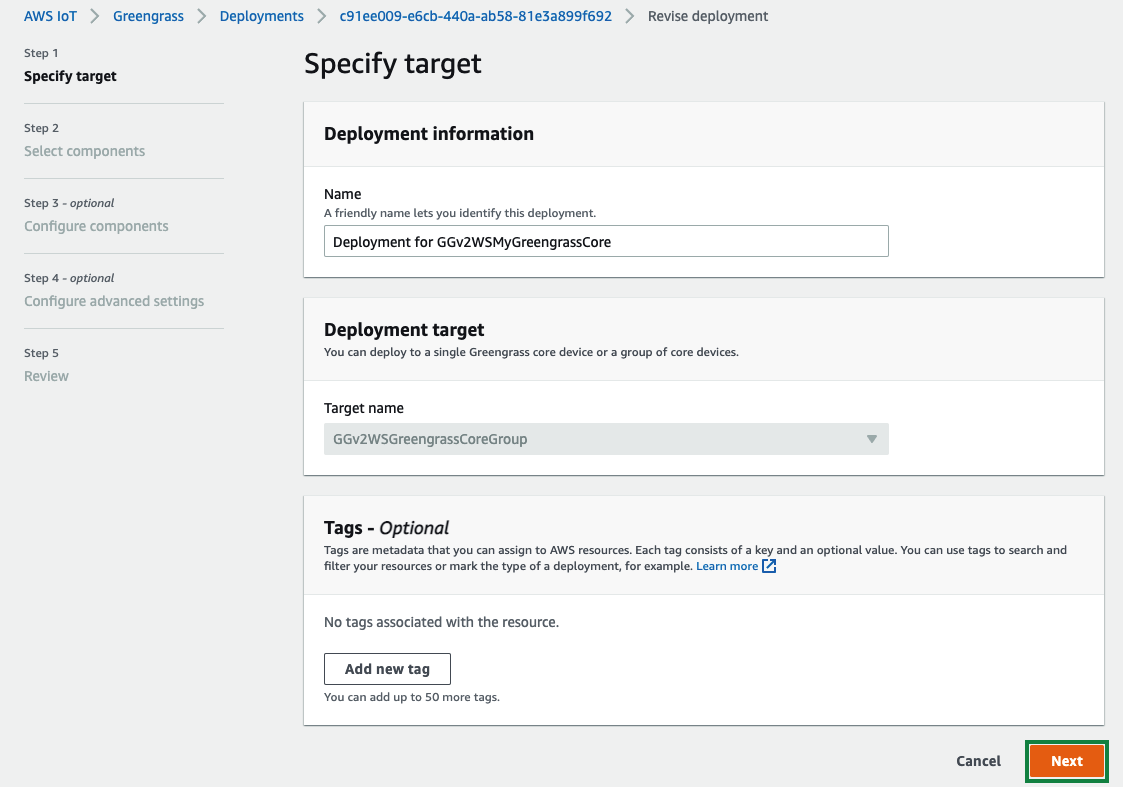 AWS IoT > Greengrass > Deployments > c91ee009-e6cb-440a-ab58-81e3a899f692 > Revise deployment
Step 1
Specify target
Step 2
Select components
Step 3 - optional
Configure components
Step 4 - optional
Configure advanced settings
Step 5
Review
Specify target
Deployment information
Name
A friendly name lets you identify this deployment.
Deployment for GGv2WSMyGreengrassCore
Deployment target
You can deploy to a single Greengrass core device or a group of core devices.
Target name
GGv2WSGreengrassCoreGroup
Tags - Optional
Tags are metadata that you can assign to AWS resources. Each tag consists of a key and an optional value. You can use tags to search and
filter your resources or mark the type of a deployment, for example. Learn more
No tags associated with the resource.
Add new tag
You can add up to 50 more tags.
Cancel
Next